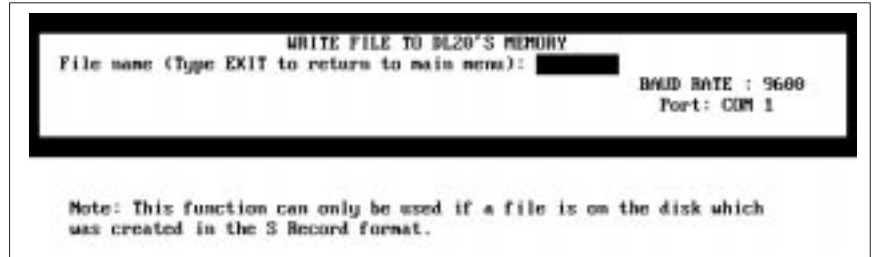 WRITE FILE TO DL20'S MEMORY
File name (Type EXIT to return to main menu):
BAUD RATE : 9600
Port: COM 1
Note: This function can only be used if a file is on the disk which
was created in the S Record format.